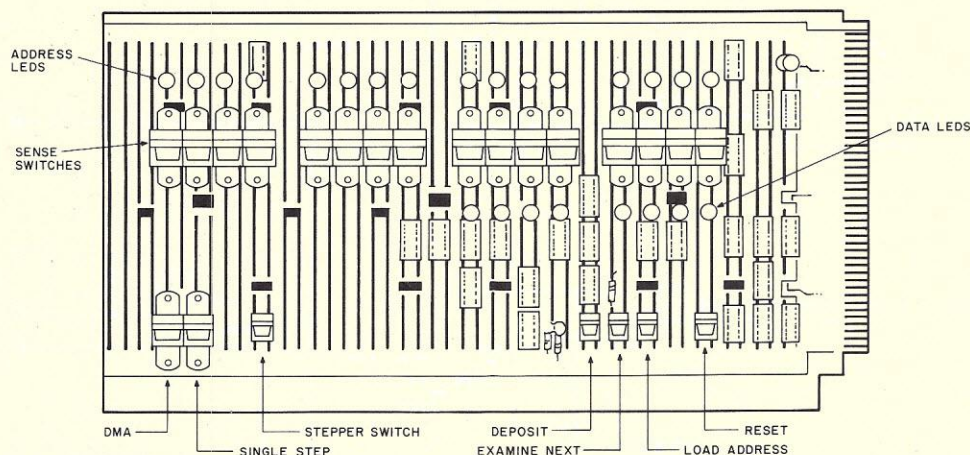 ADDRESS
LEDS
SENSE
SWITCHES
DATA LEDS
DMA
SINGLE STEP
STEPPER SWITCH
DEPOSIT
EXAMINE NEXT
RESET
LOAD ADDRESS